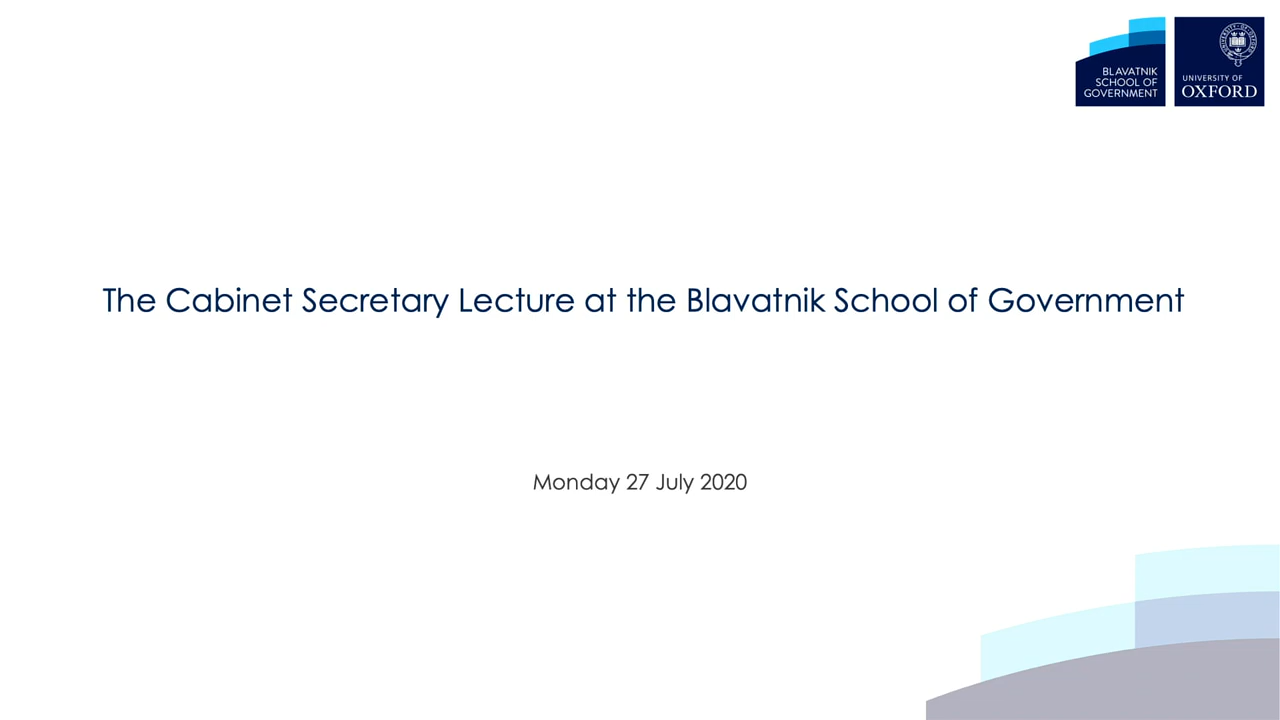 BLAVATNIK
SCHOOL OF
GOVERNMENT
UNIVERSITY OF
OXFORD
The Cabinet Secretary Lecture at the Blavatnik School of Government
Monday 27 July 2020